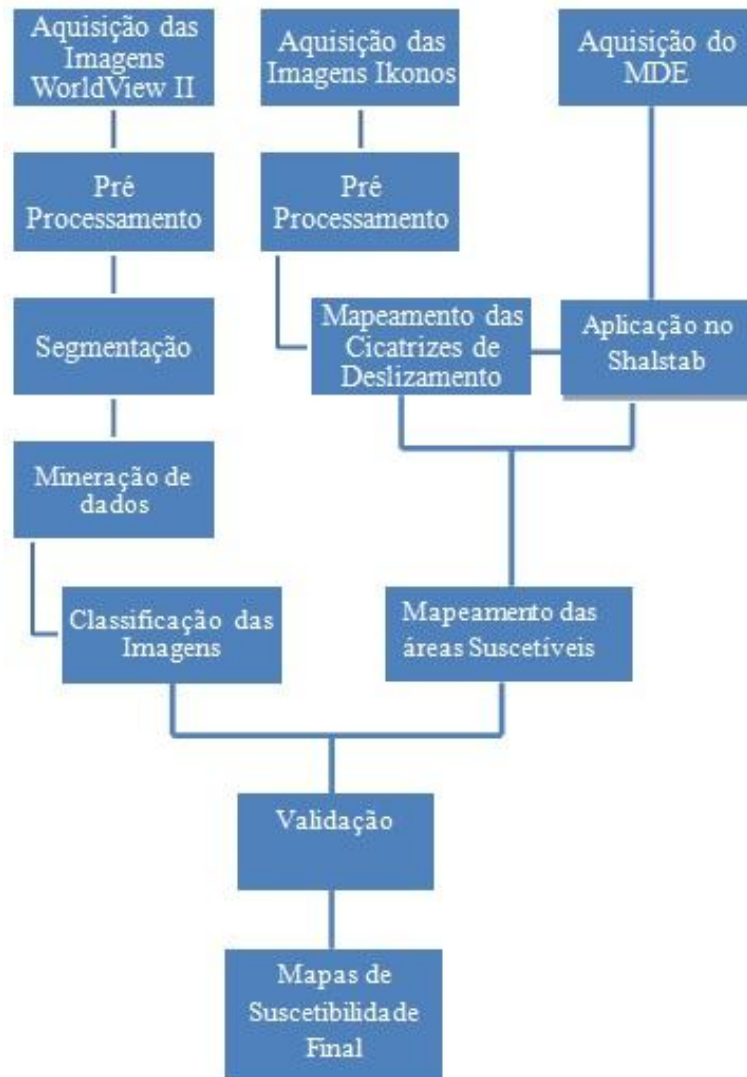 Aquisição das
Imagens
WorldView II
Aquisição das
Imagens Ikonos
Aquisição do
MDE
Pré
Processamento
Pré
Processamento
Segmentação
Mapeamento das
Cicatrizes de
Deslizamento
Aplicação no
Shalstab
Mineração de
dados
Classificação das
Imagens
Mapeamento das
áreas Suscetíveis
Validação
Mapas de
Suscetibilidade
Final